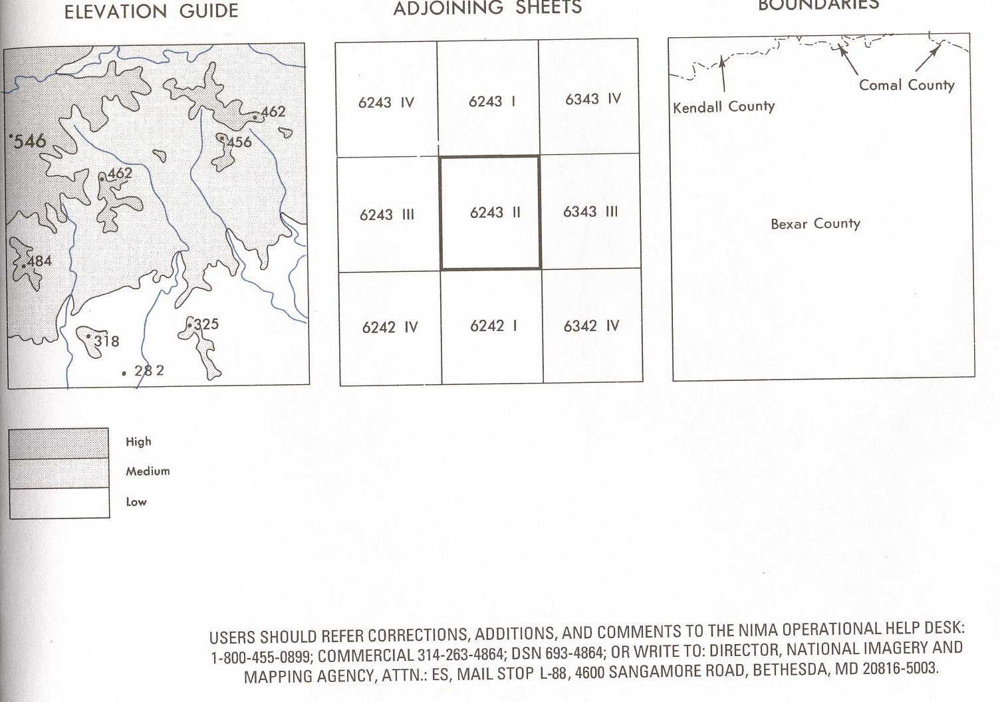 ELEVATION GUIDE
462
546
456
462
484
325
318
282
High
Medium
Low
ADJOINING SHEETS
6243 IV
6243 I
6343 IV
6243 III
6243 II
6343 III
6242 IV
6242 I
6342 IV
BOUNDARIES
Comal County
Kendall County
Bexar County
USERS SHOULD REFER CORRECTIONS, ADDITIONS, AND COMMENTS TO THE NIMA OPERATIONAL HELP DESK:
1-800-455-0899; COMMERCIAL 314-263-4864; DSN 693-4864; OR WRITE TO: DIRECTOR, NATIONAL IMAGERY AND
MAPPING AGENCY, ATTN.: ES, MAIL STOP L-88, 4600 SANGAMORE ROAD, BETHESDA, MD 20816-5003.